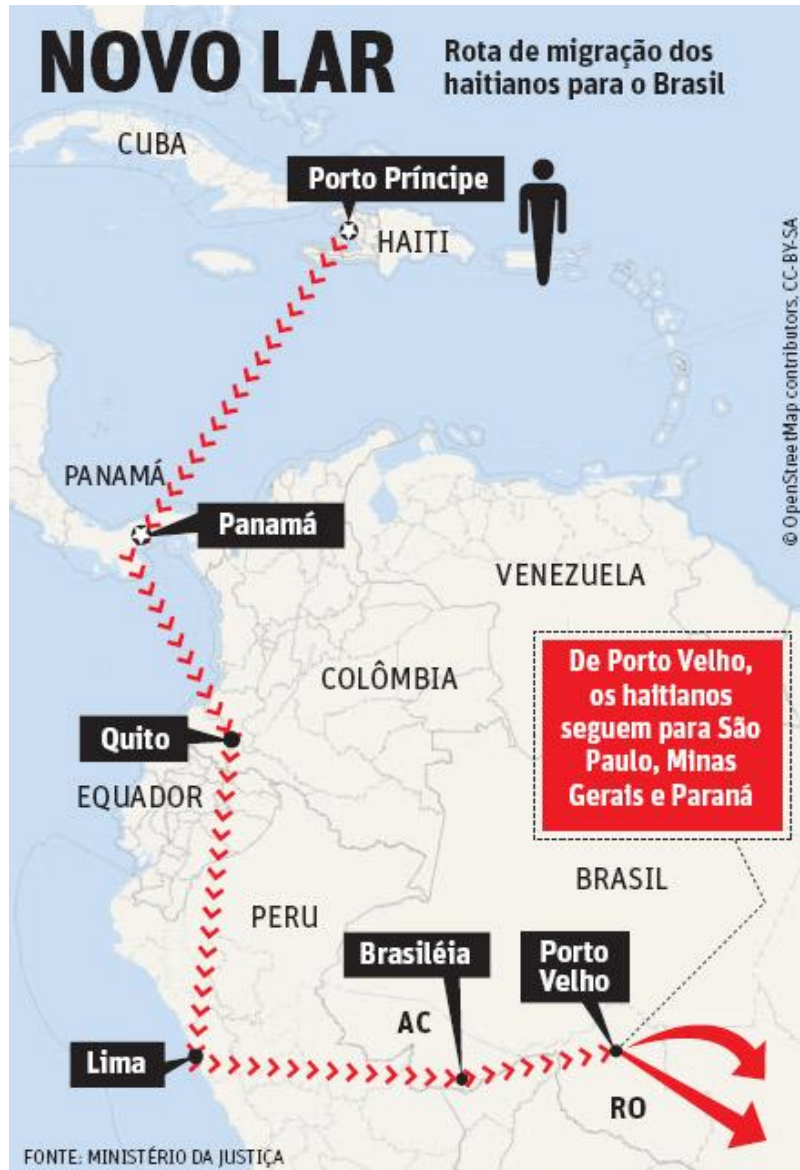 NOVO LAR
Rota de migração dos
haitianos para o Brasil
CUBA
Porto Príncipe
HAITI
© OpenStreetMap contributors, CC-BY-SA
PANAMÁ
Panamá
VENEZUELA
COLÔMBIA
De Porto Velho,
os haitianos
seguem para São
Paulo, Minas
Gerais e Paraná
Quito
EQUADOR
BRASIL
PERU
Brasiléia
Porto
Velho
AC
Lima
RO
FONTE: MINISTÉRIO DA JUSTIÇA